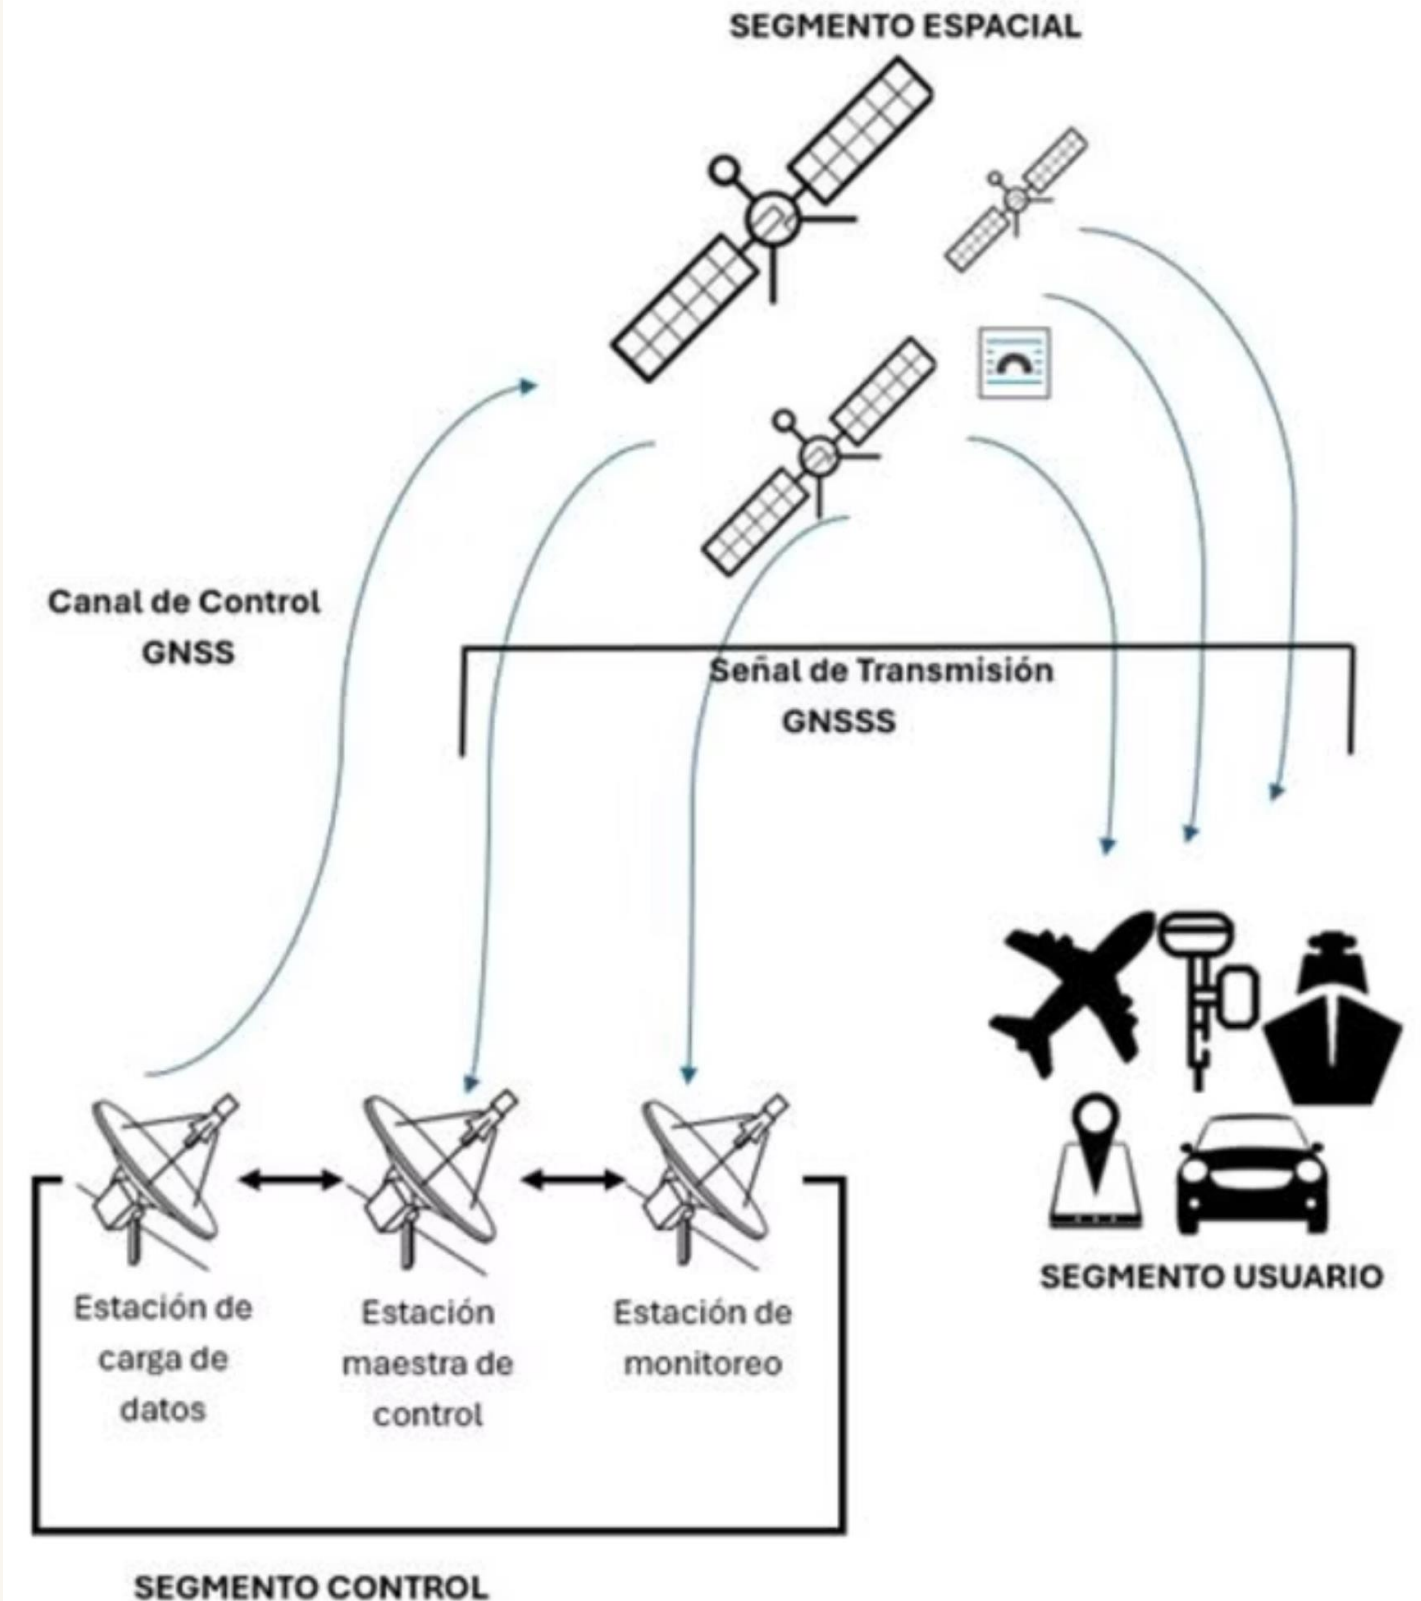 SEGMENTO ESPACIAL
Canal de Control
GNSS
Señal de Transmisión
GNSSS
SEGMENTO USUARIO
Estación de
carga de
datos
Estación
maestra de
control
Estación de
monitoreo
SEGMENTO CONTROL